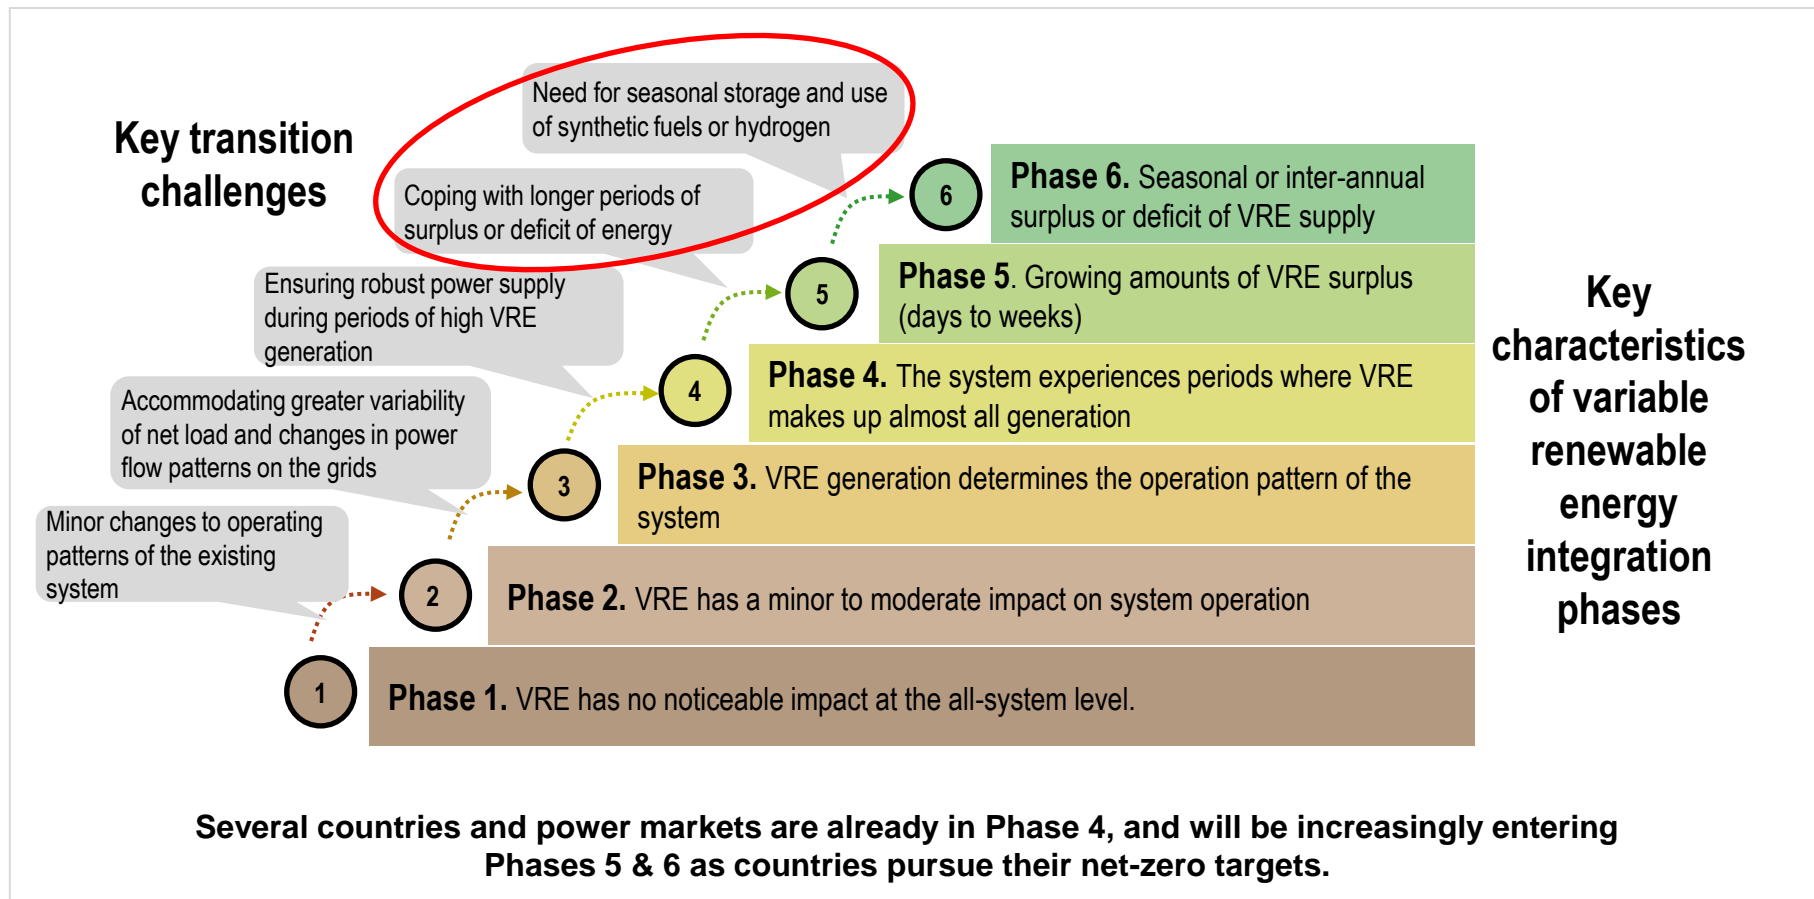 Key transition
challenges
Need for seasonal storage and use
of synthetic fuels or hydrogen
Coping with longer periods of
surplus or deficit of energy
Ensuring robust power supply
during periods of high VRE
generation
Accommodating greater variability
of net load and changes in power
flow patterns on the grids
Minor changes to operating
patterns of the existing
system
6
Phase 6. Seasonal or inter-annual
surplus or deficit of VRE supply
5
Phase 5. Growing amounts of VRE surplus
(days to weeks)
4
Phase 4. The system experiences periods where VRE
makes up almost all generation
3
Phase 3. VRE generation determines the operation pattern of the
system
2
Phase 2. VRE has a minor to moderate impact on system operation
1
Phase 1. VRE has no noticeable impact at the all-system level.
Key
characteristics
of variable
renewable
energy
integration
phases
Several countries and power markets are already in Phase 4, and will be increasingly entering
Phases 5 & 6 as countries pursue their net-zero targets.